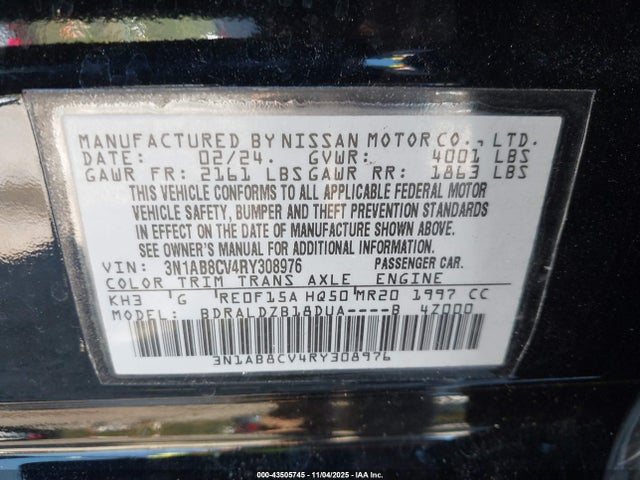 MANUFACTURED BY NISSAN MOTOR CO., LTD.
02/24. GVWR: 4001 LBS
GAWR FR: 2161 LBS GAWR RR: 1863 LBS
THIS VEHICLE CONFORMS TO ALL APPLICABLE FEDERAL MOTOR
VEHICLE SAFETY, BUMPER AND THEFT PREVENTION STANDARDS
IN EFFECT ON THE DATE OF MANUFACTURE SHOWN ABOVE.
SEE OWNER'S MANUAL FOR ADDITIONAL INFORMATION.
VIN: 3N1AB8CV4RY308976 PASSENGER CAR.
COLOR TRIM TRANS AXLE ENGINE
KH3 G RE0F15A HQ50 MR20 1997 CC
MODEL: BDRALDZB18DUA----B 4Z000
3N1AB8CV4RY308976
000-43505745 - 11/04/2025 - IAA Corp.